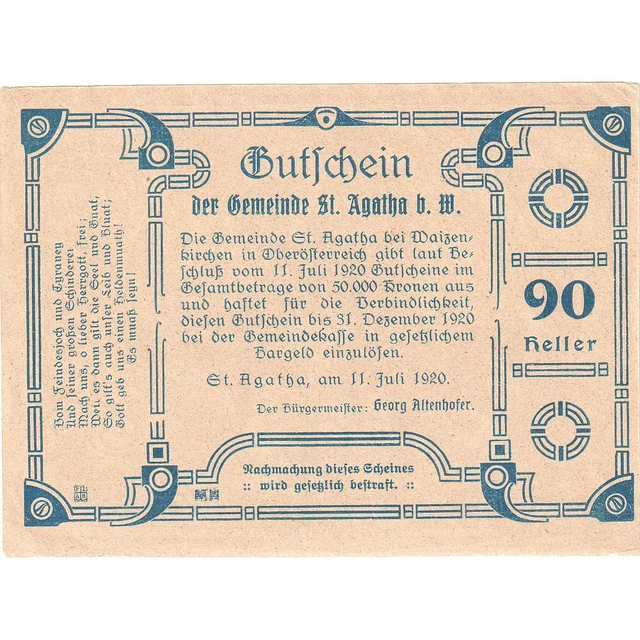 Gutschein
der Gemeinde St. Agatha b. W.
Die Gemeinde St. Agatha bei Waizen-
kirchen in Oberösterreich gibt laut Be-
schluß vom 11. Juli 1920 Gutscheine im
Gesamtbetrage von 50.000 Kronen aus
und haftet für die Verbindlichkeit,
diesen Gutschein bis 31. Dezember 1920
bei der Gemeindekasse in gesetzlichem
Bargeld einzulösen.
St. Agatha, am 11. Juli 1920.
Der Bürgermeister: Georg Altenhofer.
Nachmachung dieses Scheines
:: wird gesetzlich bestraft. ::
90
Heller
Vom Feindesjoch und Tyraney
Und seiner großen Schinderei
Mach uns, o lieber Herrgott, frei;
Weil es dann gilt die Seel und Guat,
So gilt's auch unser Leib und Bluat;
Gott geb uns einen Heldenmuath!
Es muaß seyn!